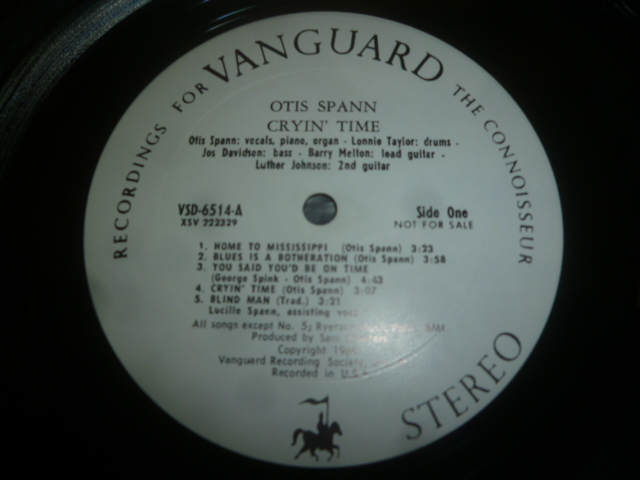 RECORDINGS FOR VANGUARD THE CONNOISSEUR
OTIS SPANN
CRYIN' TIME
Otis Spann: vocals, piano, organ - Lonnie Taylor: drums -
Jos Davidson: bass - Barry Melton: lead guitar -
Luther Johnson: 2nd guitar
VSD-6514-A
XSV 222329
Side One
NOT FOR SALE
1. HOME TO MISSISSIPPI (Otis Spann) 3:23
2. BLUES IS A BOTHERATION (Otis Spann) 3:58
3. YOU SAID YOU'D BE ON TIME
(George Spink - Otis Spann) 4:43
4. CRYIN' TIME (Otis Spann) 3:07
5. BLIND MAN (Trad.) 3:21
Lucille Spann, assisting
All songs except No. 5; BMI
Produced by
Copyright
Vanguard Recording Society,
Recorded in U.S.
STEREO